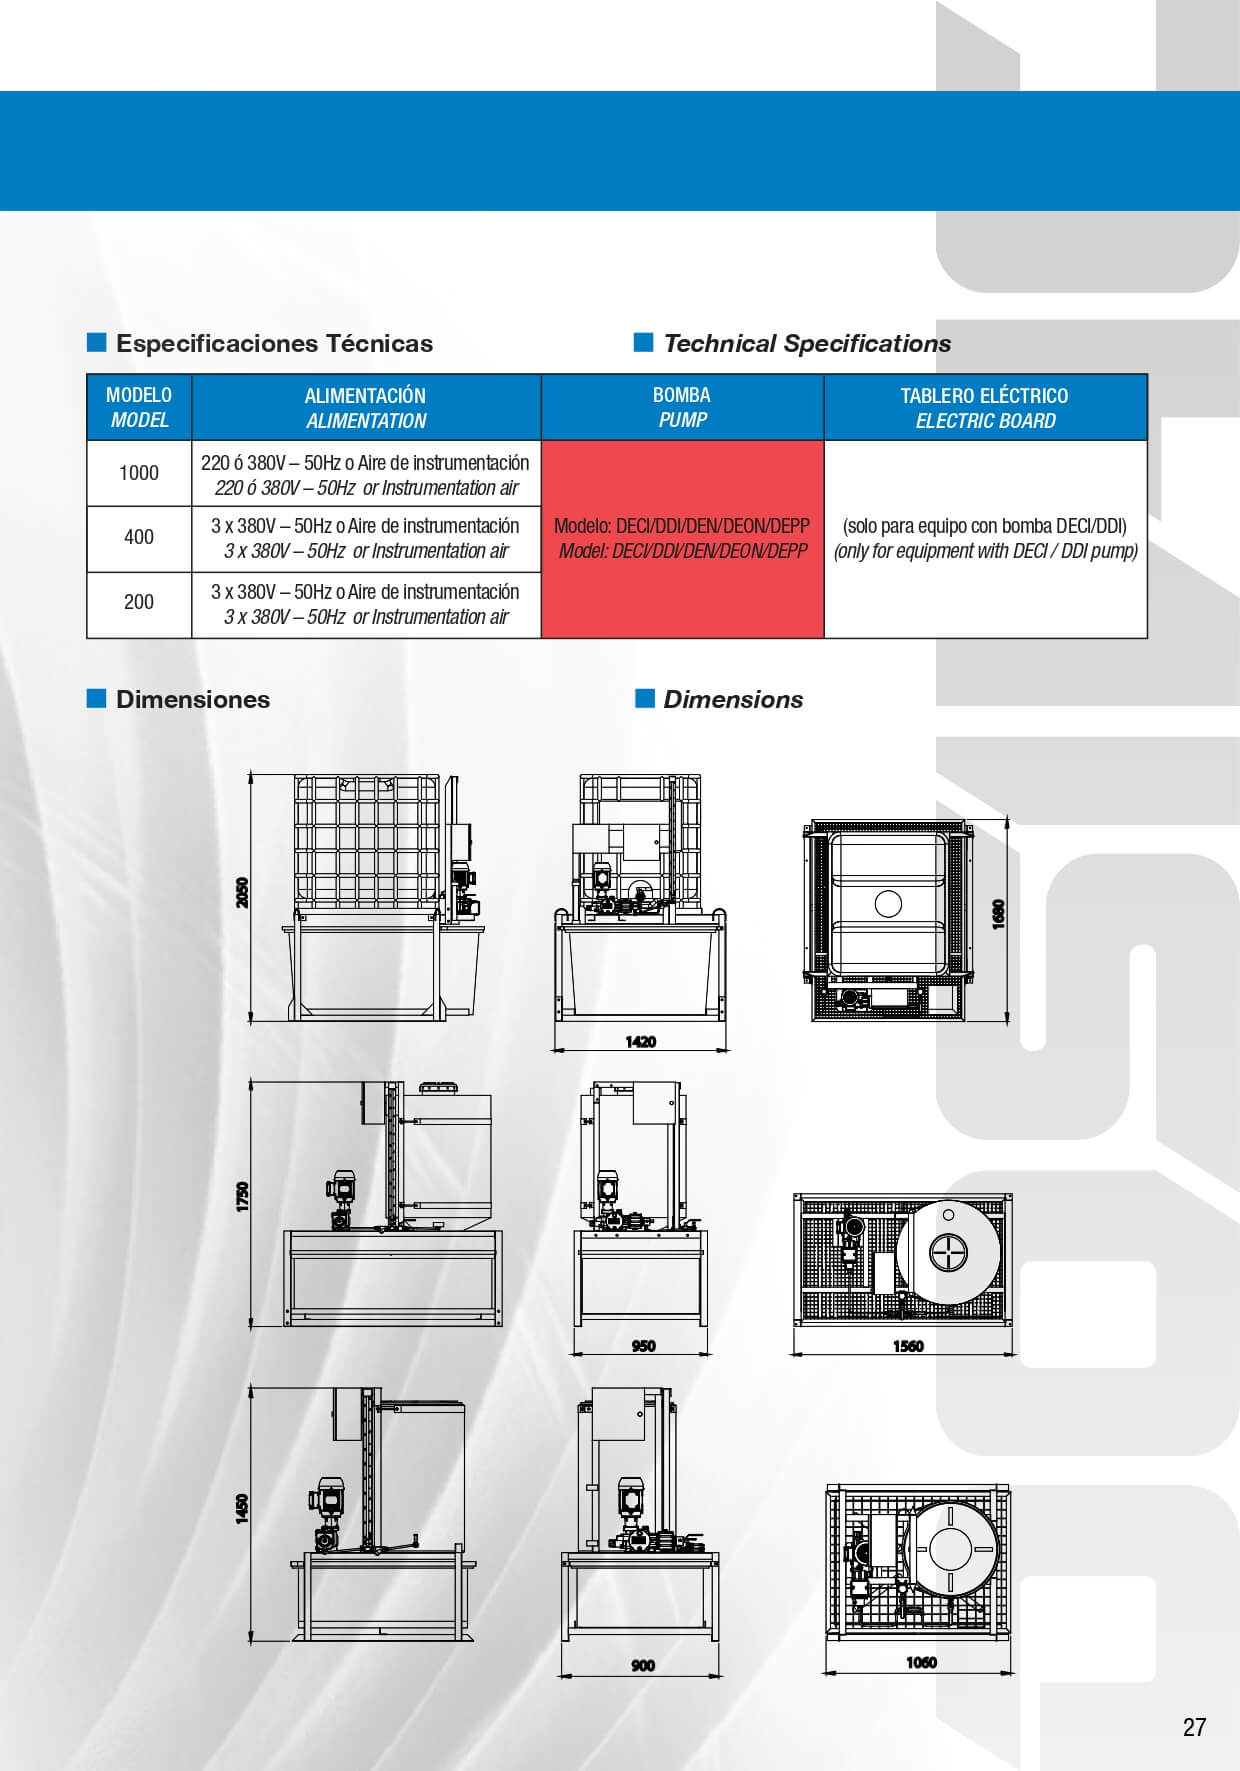 Especificaciones Técnicas
Technical Specifications
MODELO
MODEL
ALIMENTACIÓN
ALIMENTATION
BOMBA
PUMP
TABLERO ELÉCTRICO
ELECTRIC BOARD
1000
220 ó 380V – 50Hz o Aire de instrumentación
220 ó 380V – 50Hz or Instrumentation air
400
3 x 380V – 50Hz o Aire de instrumentación
3 x 380V – 50Hz or Instrumentation air
200
3 x 380V – 50Hz o Aire de instrumentación
3 x 380V – 50Hz or Instrumentation air
Modelo: DECI/DDI/DEN/DEON/DEPP
Model: DECI/DDI/DEN/DEON/DEPP
(solo para equipo con bomba DECI/DDI)
(only for equipment with DECI / DDI pump)
Dimensiones
Dimensions
2050
1420
1680
1750
950
1560
1450
900
1060
27